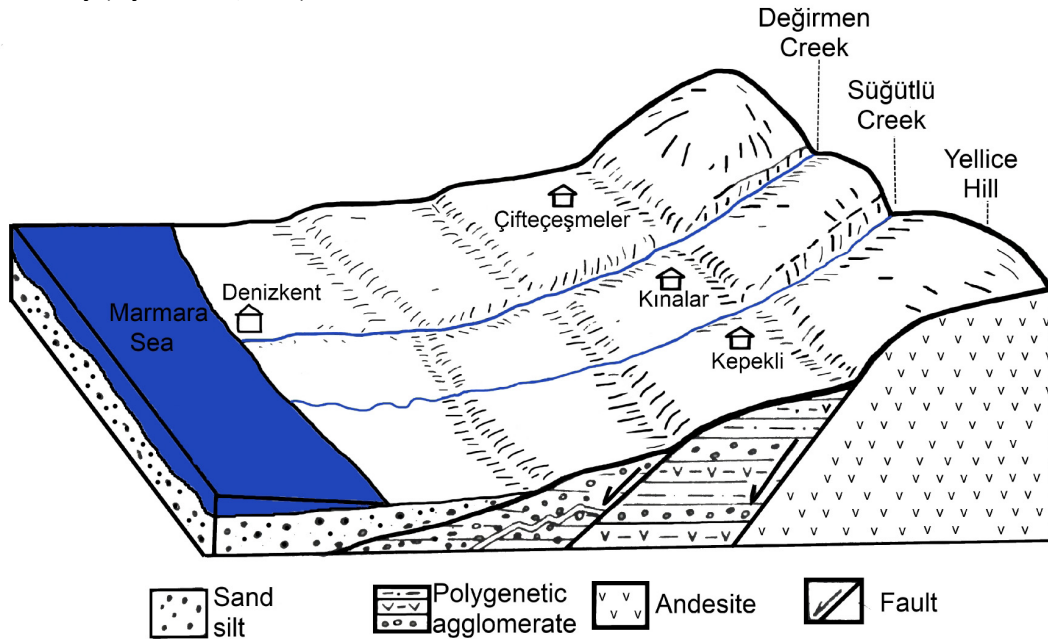 Değirmen
Creek
Süğütlü
Creek
Yellice
Hill
Çifteçeşmeler
Denizkent
Kınalar
Marmara
Sea
Kepekli
Sand
silt
Polygenetic
agglomerate
Andesite
Fault